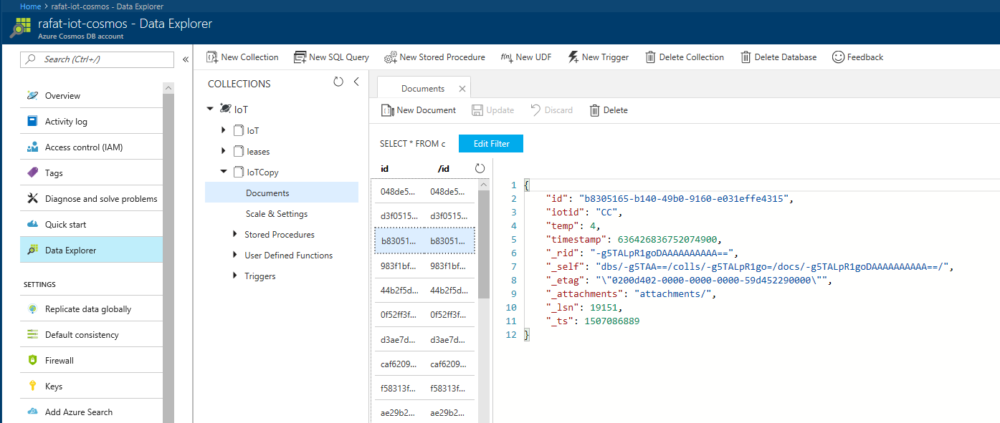 Home > rafat-iot-cosmos - Data Explorer
rafat-iot-cosmos - Data Explorer
Azure Cosmos DB account
Search (Ctrl+/)
«
Overview
Activity log
Access control (IAM)
Tags
Diagnose and solve problems
Quick start
Data Explorer
SETTINGS
Replicate data globally
Default consistency
Firewall
Keys
Add Azure Search
New Collection
New SQL Query
New Stored Procedure
New UDF
New Trigger
Delete Collection
Delete Database
Feedback
COLLECTIONS
IoT
IoT
leases
IoTCopy
Documents
Scale & Settings
Stored Procedures
User Defined Functions
Triggers
Documents
New Document
Update
Discard
Delete
SELECT * FROM c
Edit Filter
id /id
048de5... 048de5...
d3f0515... d3f0515...
b83051... b83051...
983f1bf... 983f1bf...
44b2f5d... 44b2f5d...
0f52ff3f... 0f52ff3f...
d3ae7d... d3ae7d...
caf6209... caf6209...
f58313f... f58313f...
ae29b2... ae29b2...
1 {
2 "id": "b8305165-b140-49b0-9160-e031effe4315",
3 "iotid": "CC",
4 "temp": 4,
5 "timestamp": 636426836752074900,
6 "_rid": "-g5TALpR1goDAAAAAAAAAA==",
7 "_self": "dbs/-g5TAA==/colls/-g5TALpR1go=/docs/-g5TALpR1goDAAAAAAAAAA==/",
8 "_etag": "\"0200d402-0000-0000-0000-59d452290000\"",
9 "_attachments": "attachments/",
10 "_lsn": 19151,
11 "_ts": 1507086889
12 }